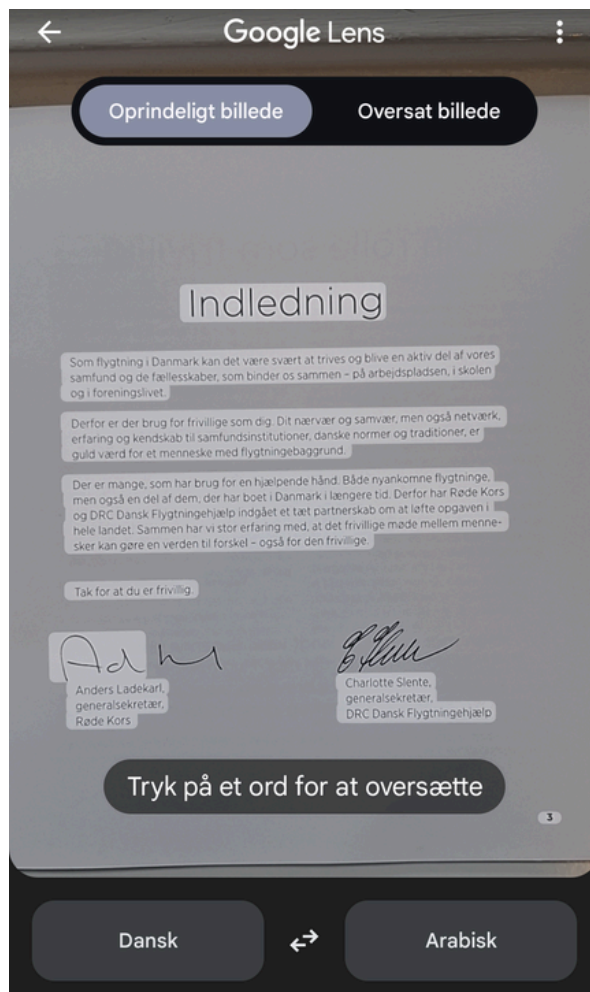 Google Lens
Oprindeligt billede
Oversat billede
Indledning
Som flygtning i Danmark kan det være svært at trives og blive en aktiv del af vores
samfund og de fællesskaber, som binder os sammen – på arbejdspladsen, i skolen
og i foreningslivet.
Derfor er der brug for frivillige som dig. Dit nærvær og samvær, men også netværk,
erfaring og kendskab til samfundsinstitutioner, danske normer og traditioner, er
guld værd for et menneske med flygtningebaggrund.
Der er mange, som har brug for en hjælpende hånd. Både nyankomne flygtninge,
men også en del af dem, der har boet i Danmark i længere tid. Derfor har Røde Kors
og DRC Dansk Flygtningehjælp indgået et tæt partnerskab om at løfte opgaven i
hele landet. Sammen har vi stor erfaring med, at det frivillige møde mellem menne-
sker kan gøre en verden til forskel – også for den frivillige.
Tak for at du er frivillig.
Anders Ladekarl,
generalsekretær,
Røde Kors
Charlotte Slente,
generalsekretær,
DRC Dansk Flygtningehjælp
Tryk på et ord for at oversætte
3
Dansk
Arabisk